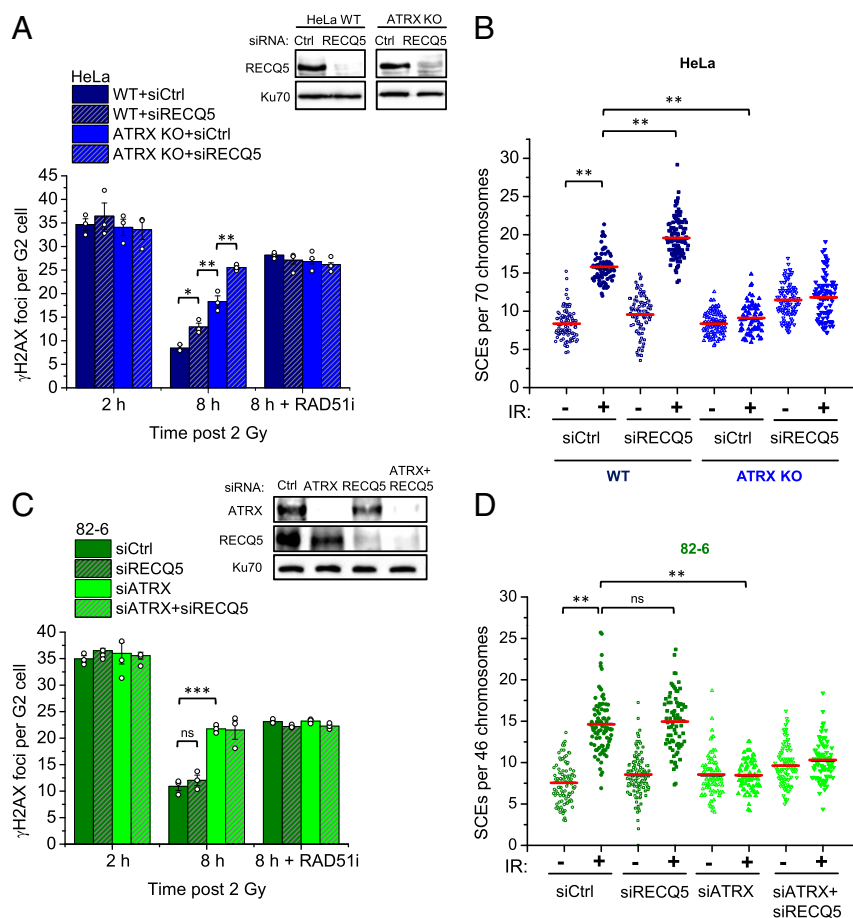 A
HeLa WT
ATRX KO
siRNA: Ctrl RECQ5 Ctrl RECQ5
RECQ5
Ku70
HeLa
WT+siCtrl
WT+siRECQ5
ATRX KO+siCtrl
ATRX KO+siRECQ5
γH2AX foci per G2 cell
45
40
35
30
25
20
15
10
5
0
*
**
**
2 h
8 h
8 h + RAD51i
Time post 2 Gy
B
HeLa
SCEs per 70 chromosomes
30
25
20
15
10
5
0
**
**
**
IR: - + - + - + - +
siCtrl siRECQ5 siCtrl siRECQ5
WT
ATRX KO
C
siRNA: Ctrl ATRX RECQ5 ATRX+
RECQ5
ATRX
RECQ5
Ku70
82-6
siCtrl
siRECQ5
siATRX
siATRX+siRECQ5
γH2AX foci per G2 cell
40
35
30
25
20
15
10
5
0
ns
***
2 h
8 h
8 h + RAD51i
Time post 2 Gy
D
82-6
SCEs per 46 chromosomes
30
25
20
15
10
5
0
**
**
ns
IR: - + - + - + - +
siCtrl siRECQ5 siATRX siATRX+
siRECQ5